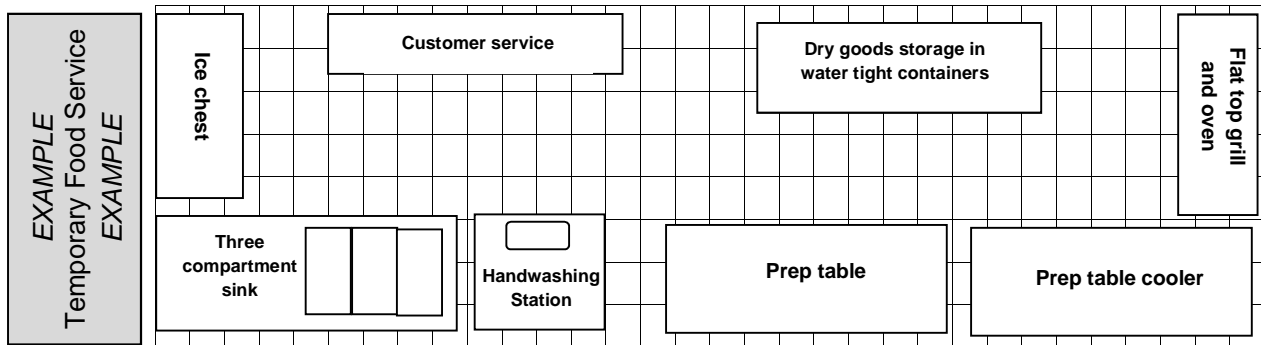 EXAMPLE
Temporary Food Service
EXAMPLE
Ice chest
Customer service
Dry goods storage in
water tight containers
Flat top grill
and oven
Three
compartment
sink
Handwashing
Station
Prep table
Prep table cooler